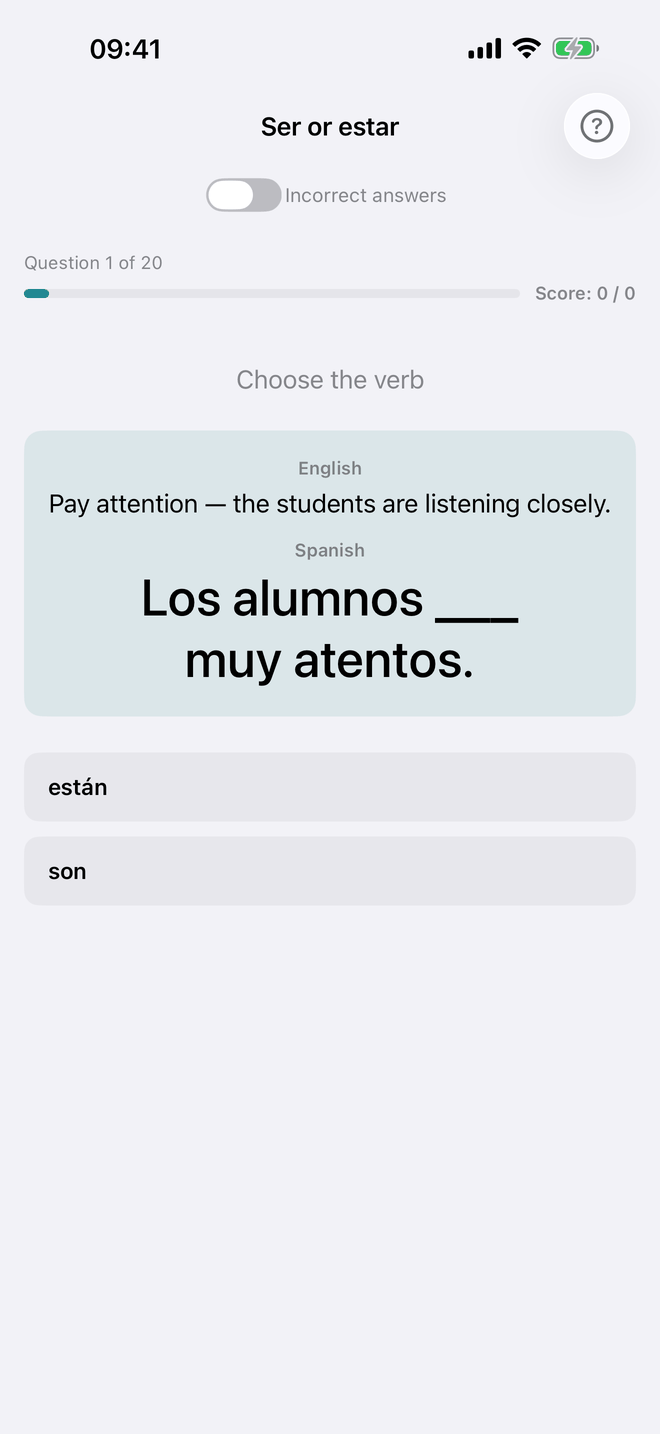 09:41
Ser or estar
?
Incorrect answers
Question 1 of 20
Score: 0 / 0
Choose the verb
English
Pay attention — the students are listening closely.
Spanish
Los alumnos ____
muy atentos.
están
son